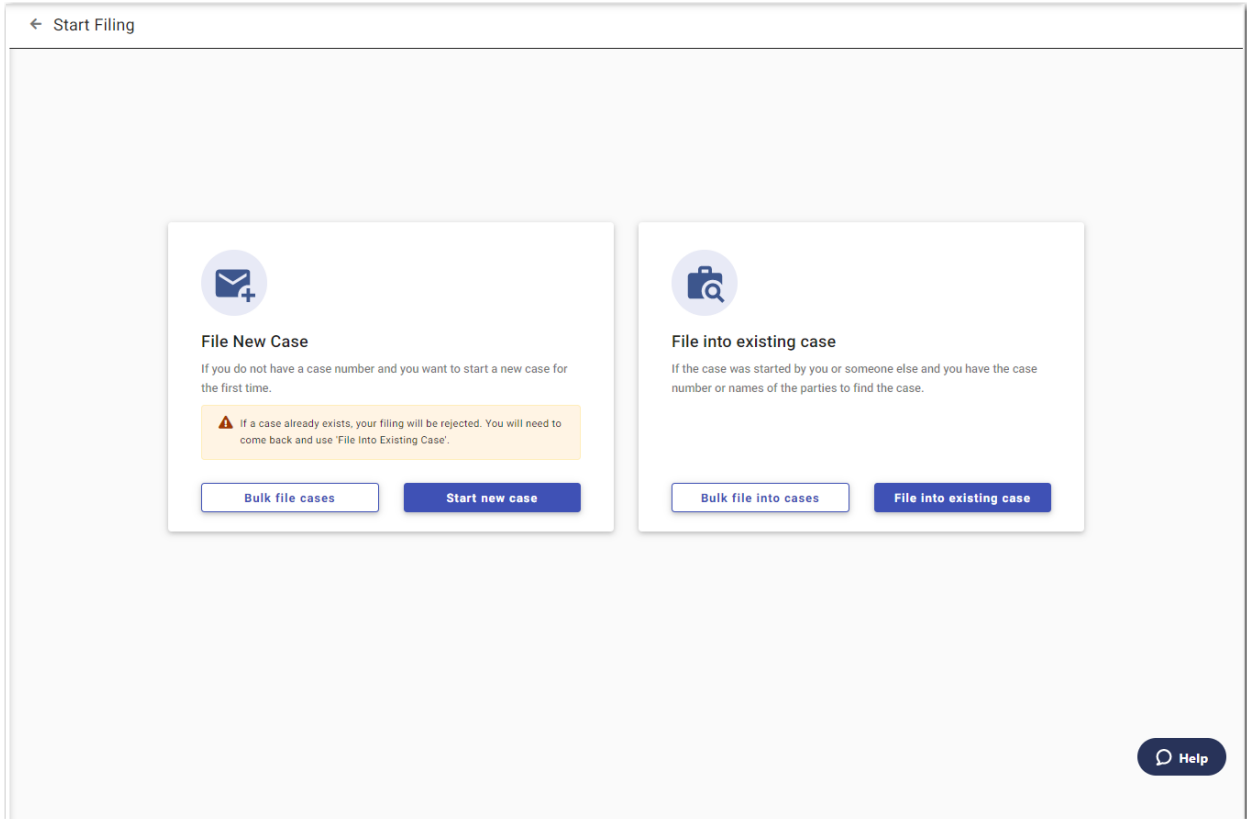 Start Filing
File New Case
If you do not have a case number and you want to start a new case for
the first time.
If a case already exists, your filing will be rejected. You will need to
come back and use 'File Into Existing Case'.
Bulk file cases
Start new case
File into existing case
If the case was started by you or someone else and you have the case
number or names of the parties to find the case.
Bulk file into cases
File into existing case
Help